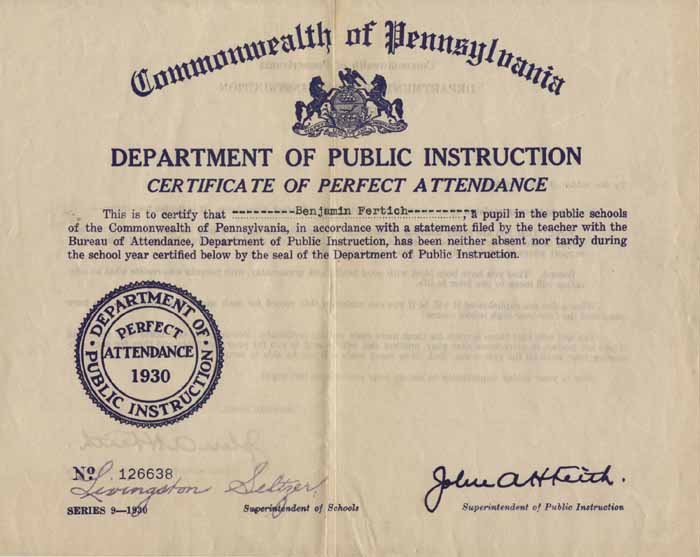 Commonwealth of Pennsylvania
DEPARTMENT OF PUBLIC INSTRUCTION
CERTIFICATE OF PERFECT ATTENDANCE
This is to certify that ---------Benjamin Fertich--------, a pupil in the public schools
of the Commonwealth of Pennsylvania, in accordance with a statement filed by the teacher with the
Bureau of Attendance, Department of Public Instruction, has been neither absent nor tardy during
the school year certified below by the seal of the Department of Public Instruction.
DEPARTMENT OF PUBLIC INSTRUCTION
PERFECT
ATTENDANCE
1930
No. 126638
Livingston Seltzer
John A H Keith.
SERIES 9—1930 Superintendent of Schools Superintendent of Public Instruction